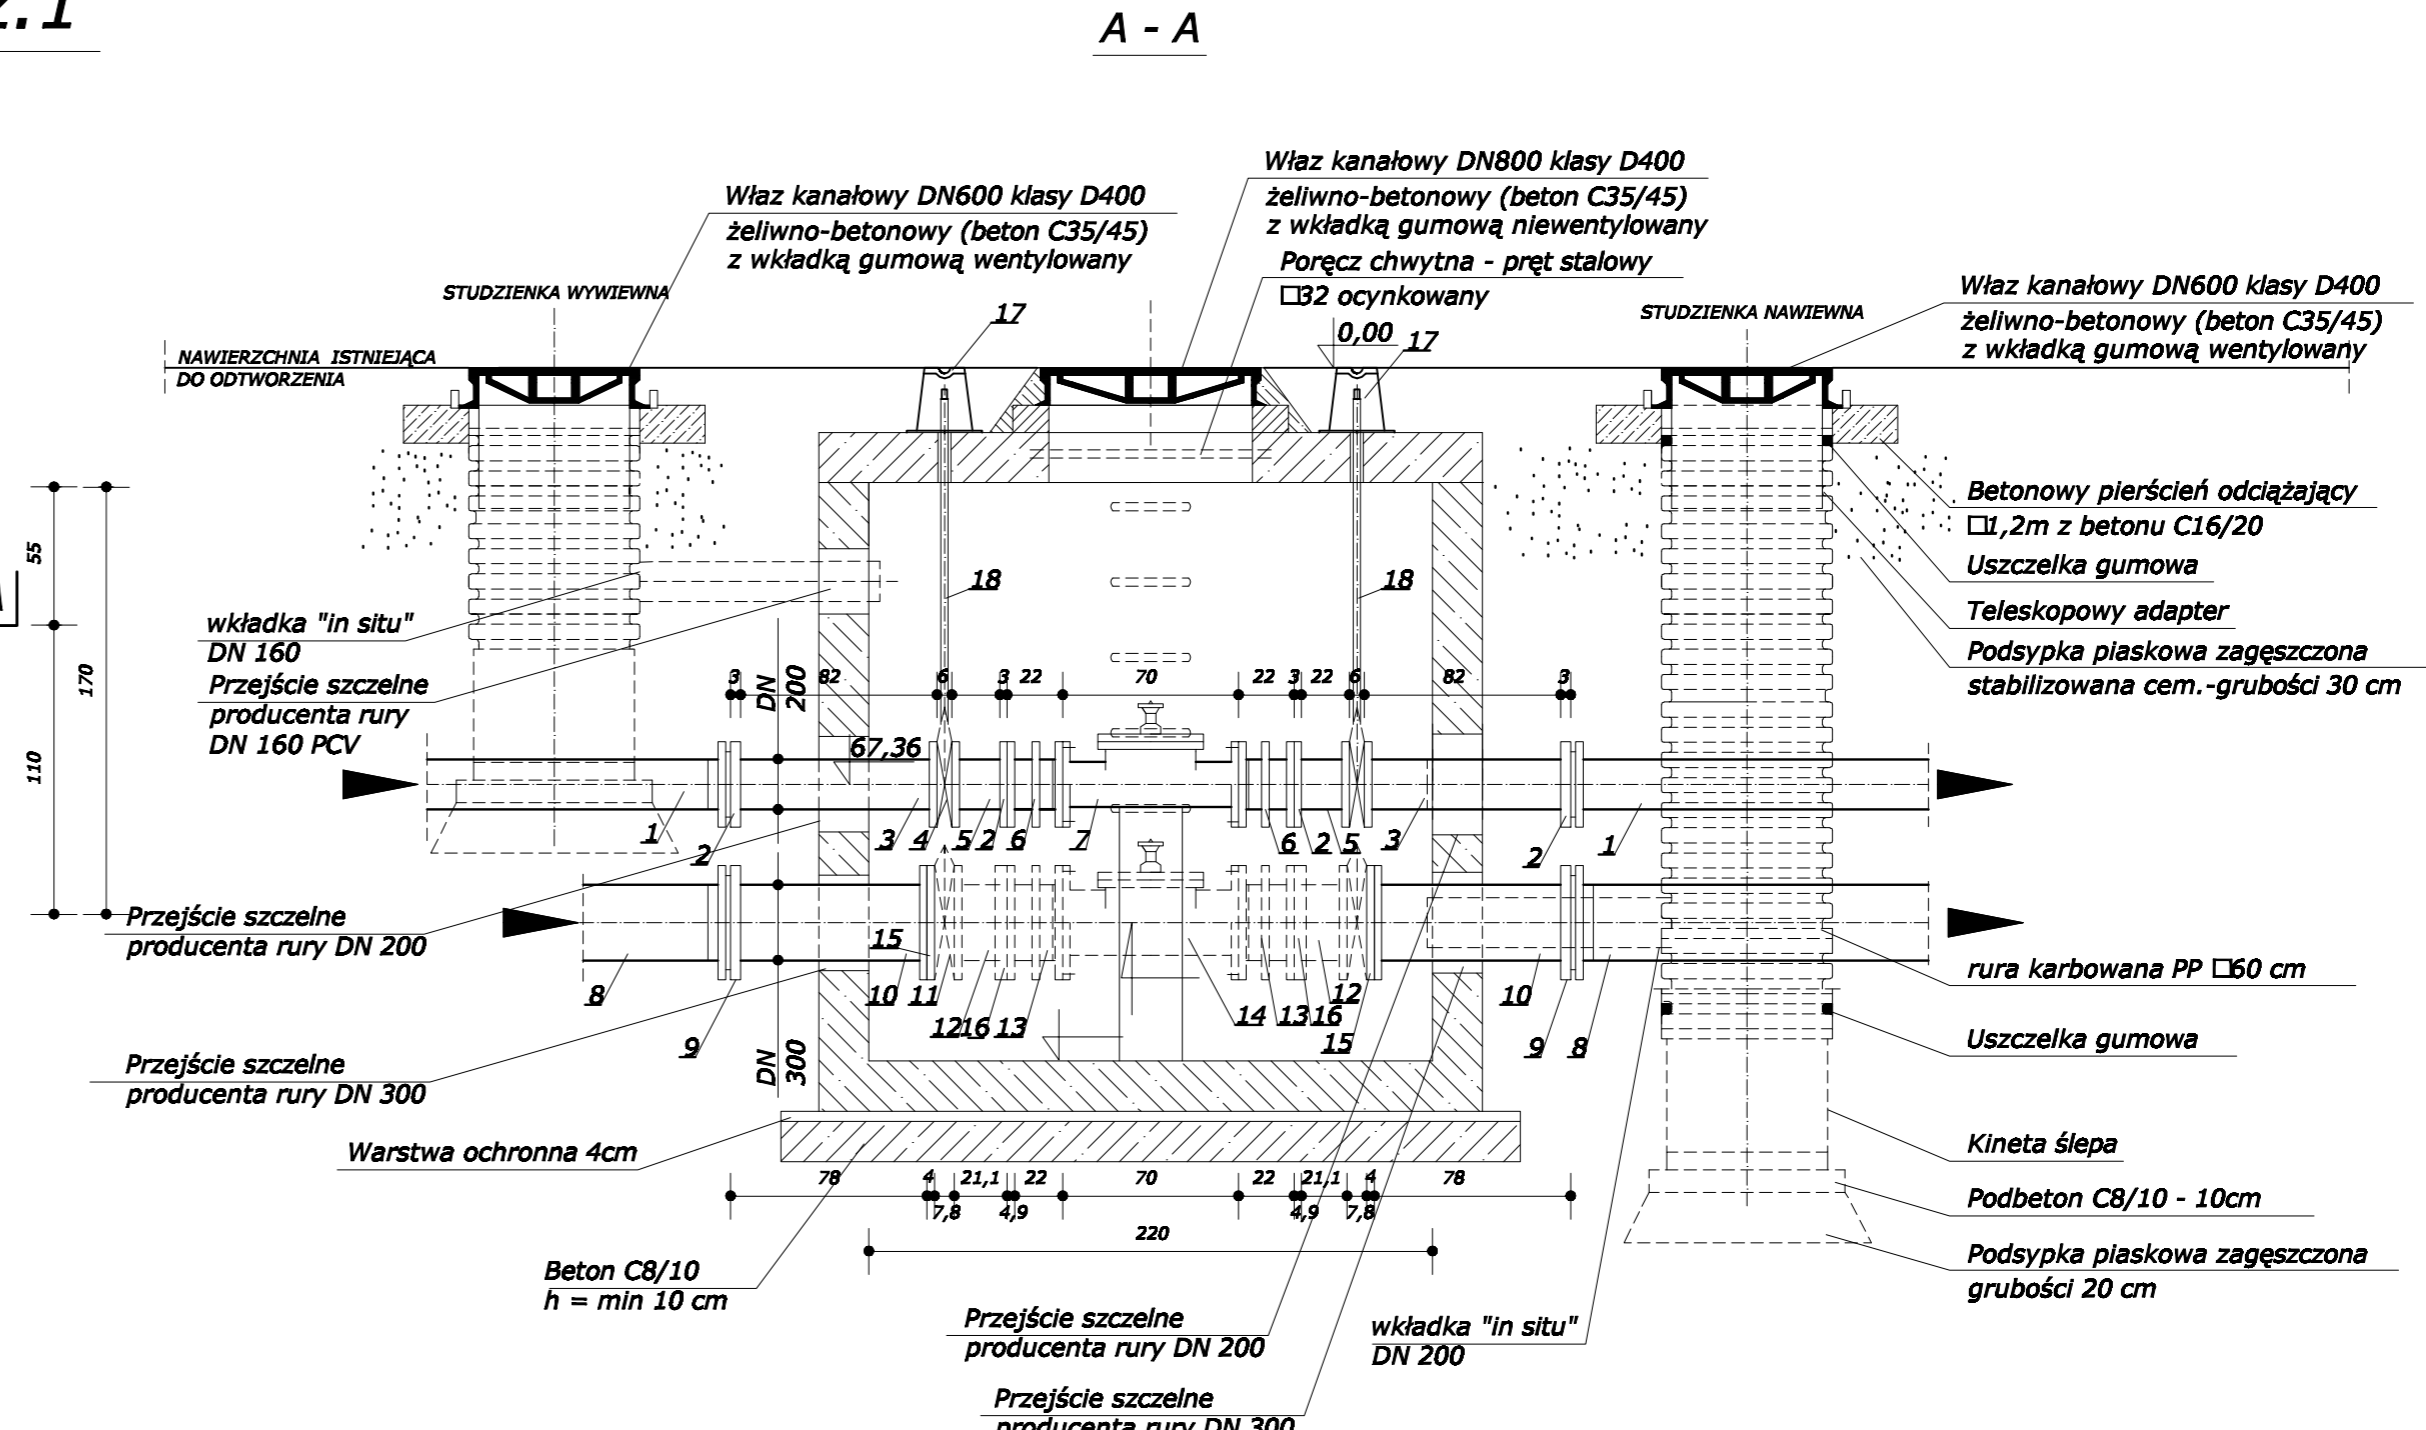 A - A
Właz kanałowy DN600 klasy D400
żeliwno-betonowy (beton C35/45)
z wkładką gumową wentylowany
Właz kanałowy DN800 klasy D400
żeliwno-betonowy (beton C35/45)
z wkładką gumową niewentylowany
Poręcz chwytna - pręt stalowy
□32 ocynkowany
Właz kanałowy DN600 klasy D400
żeliwno-betonowy (beton C35/45)
z wkładką gumową wentylowany
STUDZIENKA WYWIEWNA
STUDZIENKA NAWIEWNA
17
0,00
17
NAWIERZCHNIA ISTNIEJĄCA
DO ODTWORZENIA
55
110
170
wkładka "in situ"
DN 160
Przejście szczelne
producenta rury
DN 160 PCV
18
18
Betonowy pierścień odciążający
□1,2m z betonu C16/20
Uszczelka gumowa
Teleskopowy adapter
Podsypka piaskowa zagęszczona
stabilizowana cem.-grubości 30 cm
3 82 6 3 22 70 22 3 22 6 82 3
DN
200
67,36
1 2 3 4 5 2 6 7 6 2 5 3 2 1
Przejście szczelne
producenta rury DN 200
8 9 10 15 11 12 16 13 14 13 16 12 15 10 9 8
DN
300
Przejście szczelne
producenta rury DN 300
rura karbowana PP □60 cm
Uszczelka gumowa
Warstwa ochronna 4cm
Kineta ślepa
Podbeton C8/10 - 10cm
Podsypka piaskowa zagęszczona
grubości 20 cm
78 4 21,1 22 70 22 21,1 4 78
7,8 4,9 4,9 7,8
220
Beton C8/10
h = min 10 cm
Przejście szczelne
producenta rury DN 200
wkładka "in situ"
DN 200
Przejście szczelne
producenta rury DN 300